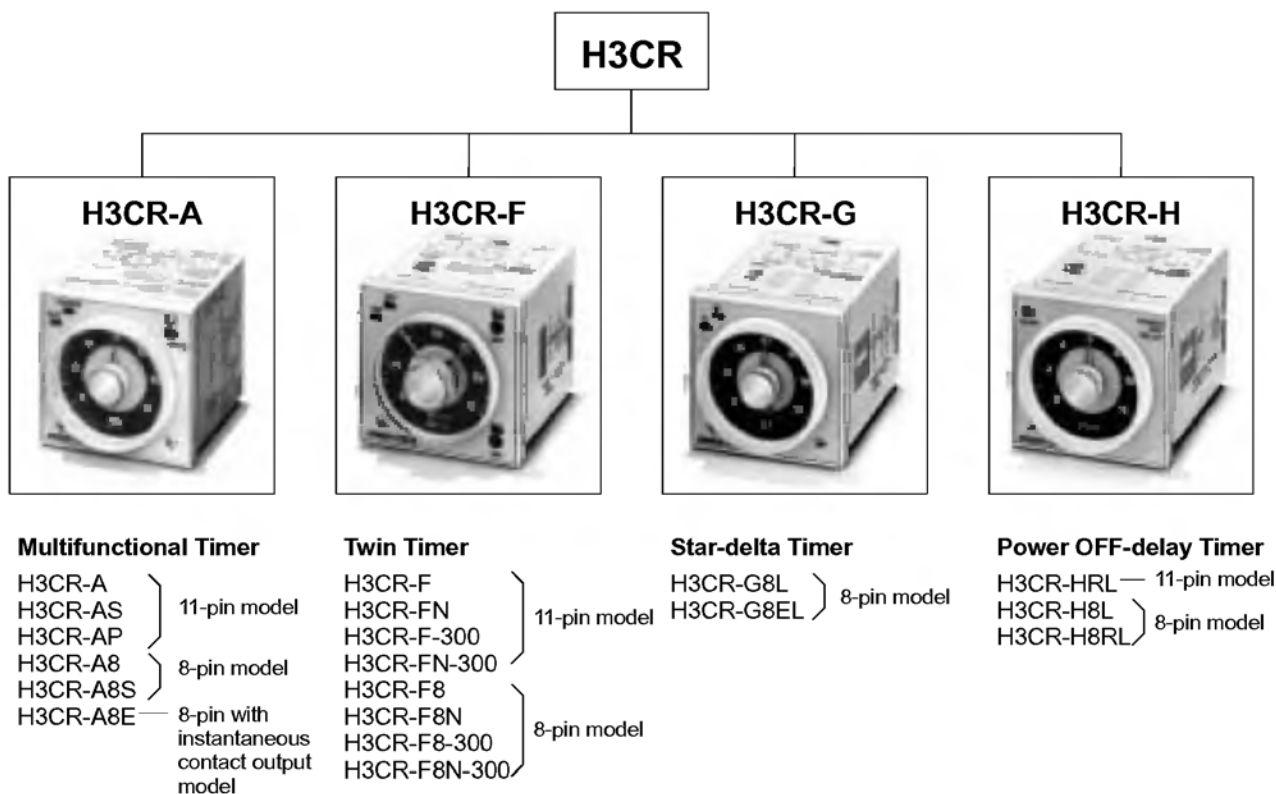 H3CR
H3CR-A
H3CR-F
H3CR-G
H3CR-H
Multifunctional Timer
H3CR-A
H3CR-AS
H3CR-AP
11-pin model
H3CR-A8
H3CR-A8S
8-pin model
H3CR-A8E
8-pin with
instantaneous
contact output
model
Twin Timer
H3CR-F
H3CR-FN
H3CR-F-300
H3CR-FN-300
11-pin model
H3CR-F8
H3CR-F8N
H3CR-F8-300
H3CR-F8N-300
8-pin model
Star-delta Timer
H3CR-G8L
H3CR-G8EL
8-pin model
Power OFF-delay Timer
H3CR-HRL
11-pin model
H3CR-H8L
H3CR-H8RL
8-pin model